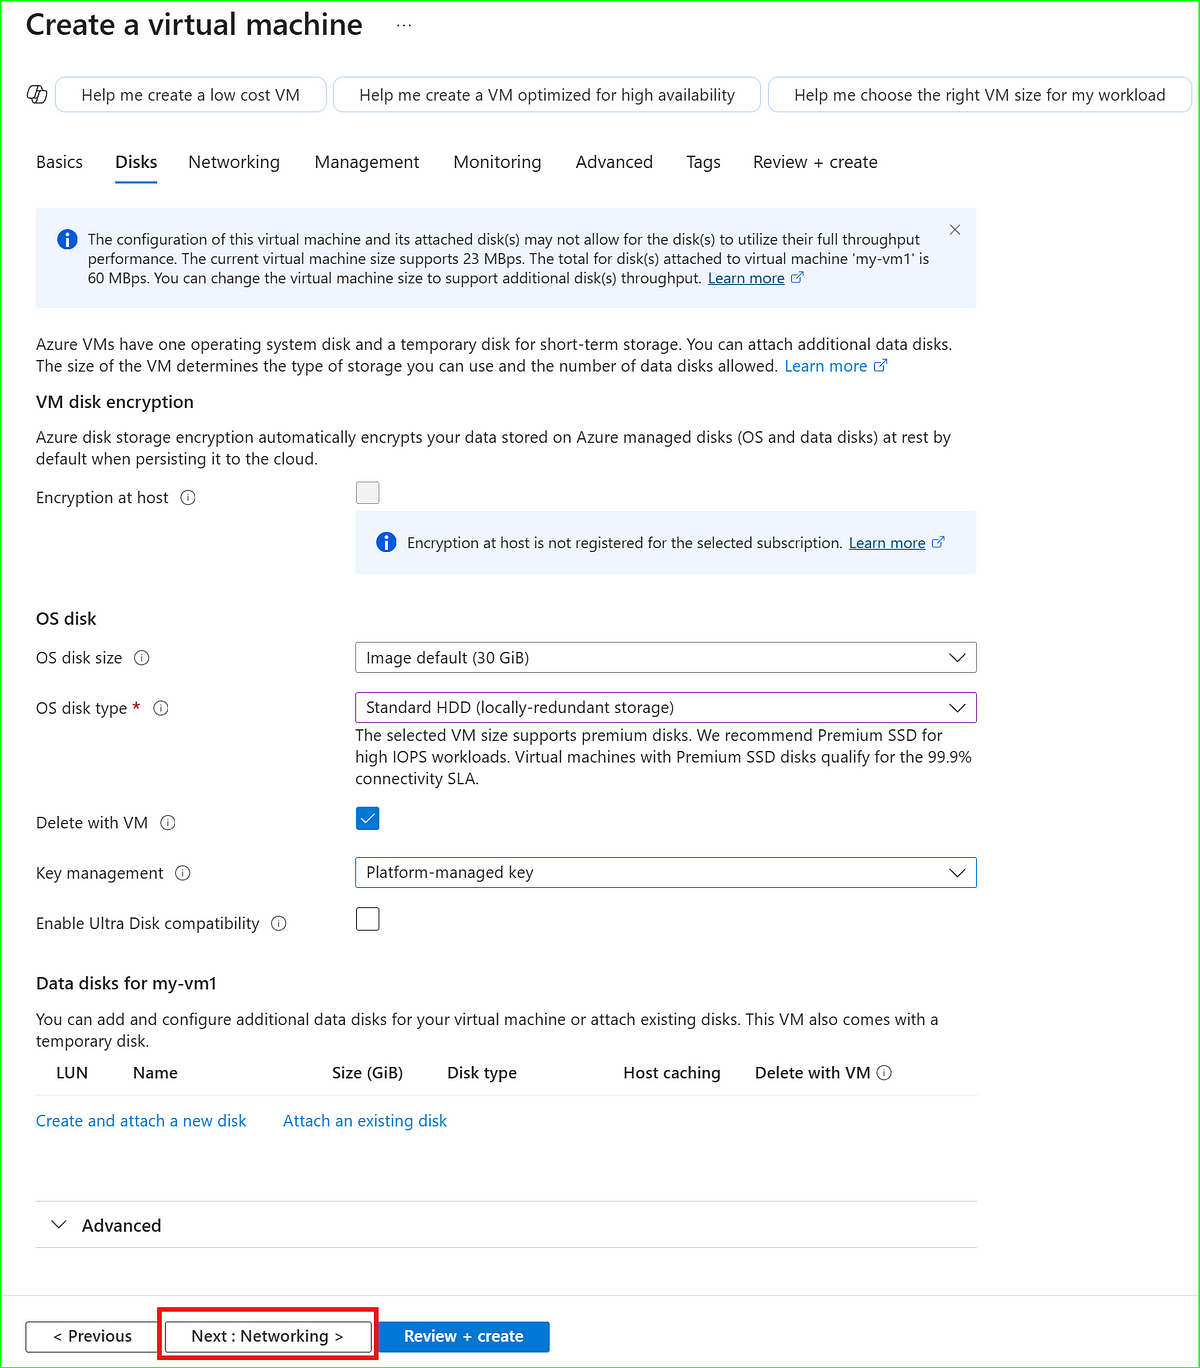 Create a virtual machine ...
Help me create a low cost VM
Help me create a VM optimized for high availability
Help me choose the right VM size for my workload
Basics Disks Networking Management Monitoring Advanced Tags Review + create
The configuration of this virtual machine and its attached disk(s) may not allow for the disk(s) to utilize their full throughput
performance. The current virtual machine size supports 23 MBps. The total for disk(s) attached to virtual machine 'my-vm1' is
60 MBps. You can change the virtual machine size to support additional disk(s) throughput. Learn more
Azure VMs have one operating system disk and a temporary disk for short-term storage. You can attach additional data disks.
The size of the VM determines the type of storage you can use and the number of data disks allowed. Learn more
VM disk encryption
Azure disk storage encryption automatically encrypts your data stored on Azure managed disks (OS and data disks) at rest by
default when persisting it to the cloud.
Encryption at host
Encryption at host is not registered for the selected subscription. Learn more
OS disk
OS disk size
Image default (30 GiB)
OS disk type *
Standard HDD (locally-redundant storage)
The selected VM size supports premium disks. We recommend Premium SSD for
high IOPS workloads. Virtual machines with Premium SSD disks qualify for the 99.9%
connectivity SLA.
Delete with VM
Key management
Platform-managed key
Enable Ultra Disk compatibility
Data disks for my-vm1
You can add and configure additional data disks for your virtual machine or attach existing disks. This VM also comes with a
temporary disk.
LUN Name Size (GiB) Disk type Host caching Delete with VM
Create and attach a new disk Attach an existing disk
Advanced
< Previous
Next : Networking >
Review + create